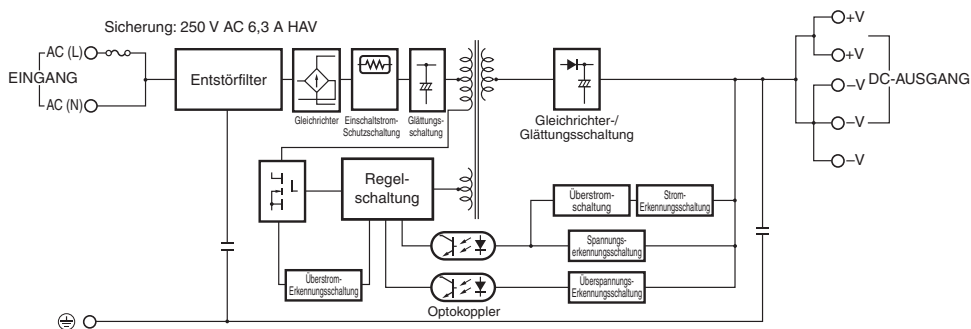 Sicherung: 250 V AC 6,3 A HAV
AC (L)
EINGANG
AC (N)
Entstörfilter
Gleichrichter
Einschaltstrom-
Schutzschaltung
Glättungs-
schaltung
Gleichrichter-/
Glättungsschaltung
+V
+V
DC-AUSGANG
–V
–V
–V
Regel-
schaltung
Überstrom-
schaltung
Strom-
Erkennungsschaltung
Spannungs-
erkennungsschaltung
Überstrom-
Erkennungsschaltung
Überspannungs-
Erkennungsschaltung
Optokoppler